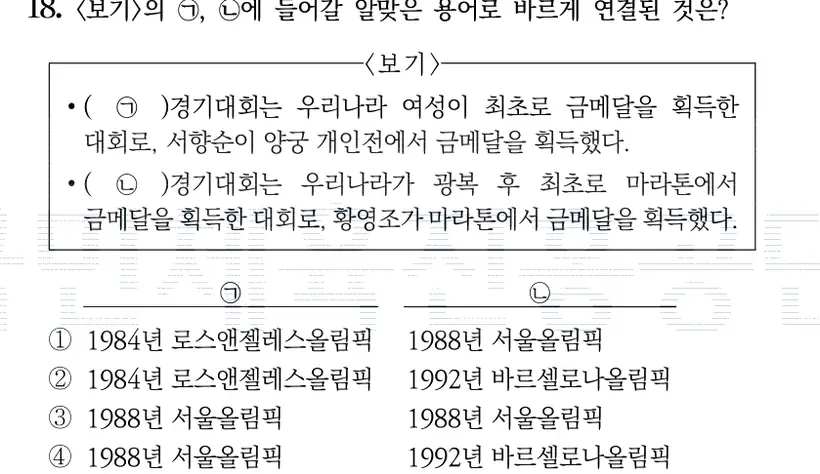 18. 〈보기〉의 ㉠, ㉡에 들어갈 알맞은 용어로 바르게 연결된 것은?
〈보기〉
• ( ㉠ )경기대회는 우리나라 여성이 최초로 금메달을 획득한
대회로, 서향순이 양궁 개인전에서 금메달을 획득했다.
• ( ㉡ )경기대회는 우리나라가 광복 후 최초로 마라톤에서
금메달을 획득한 대회로, 황영조가 마라톤에서 금메달을 획득했다.
㉠ ㉡
① 1984년 로스앤젤레스올림픽 1988년 서울올림픽
② 1984년 로스앤젤레스올림픽 1992년 바르셀로나올림픽
③ 1988년 서울올림픽 1988년 서울올림픽
④ 1988년 서울올림픽 1992년 바르셀로나올림픽